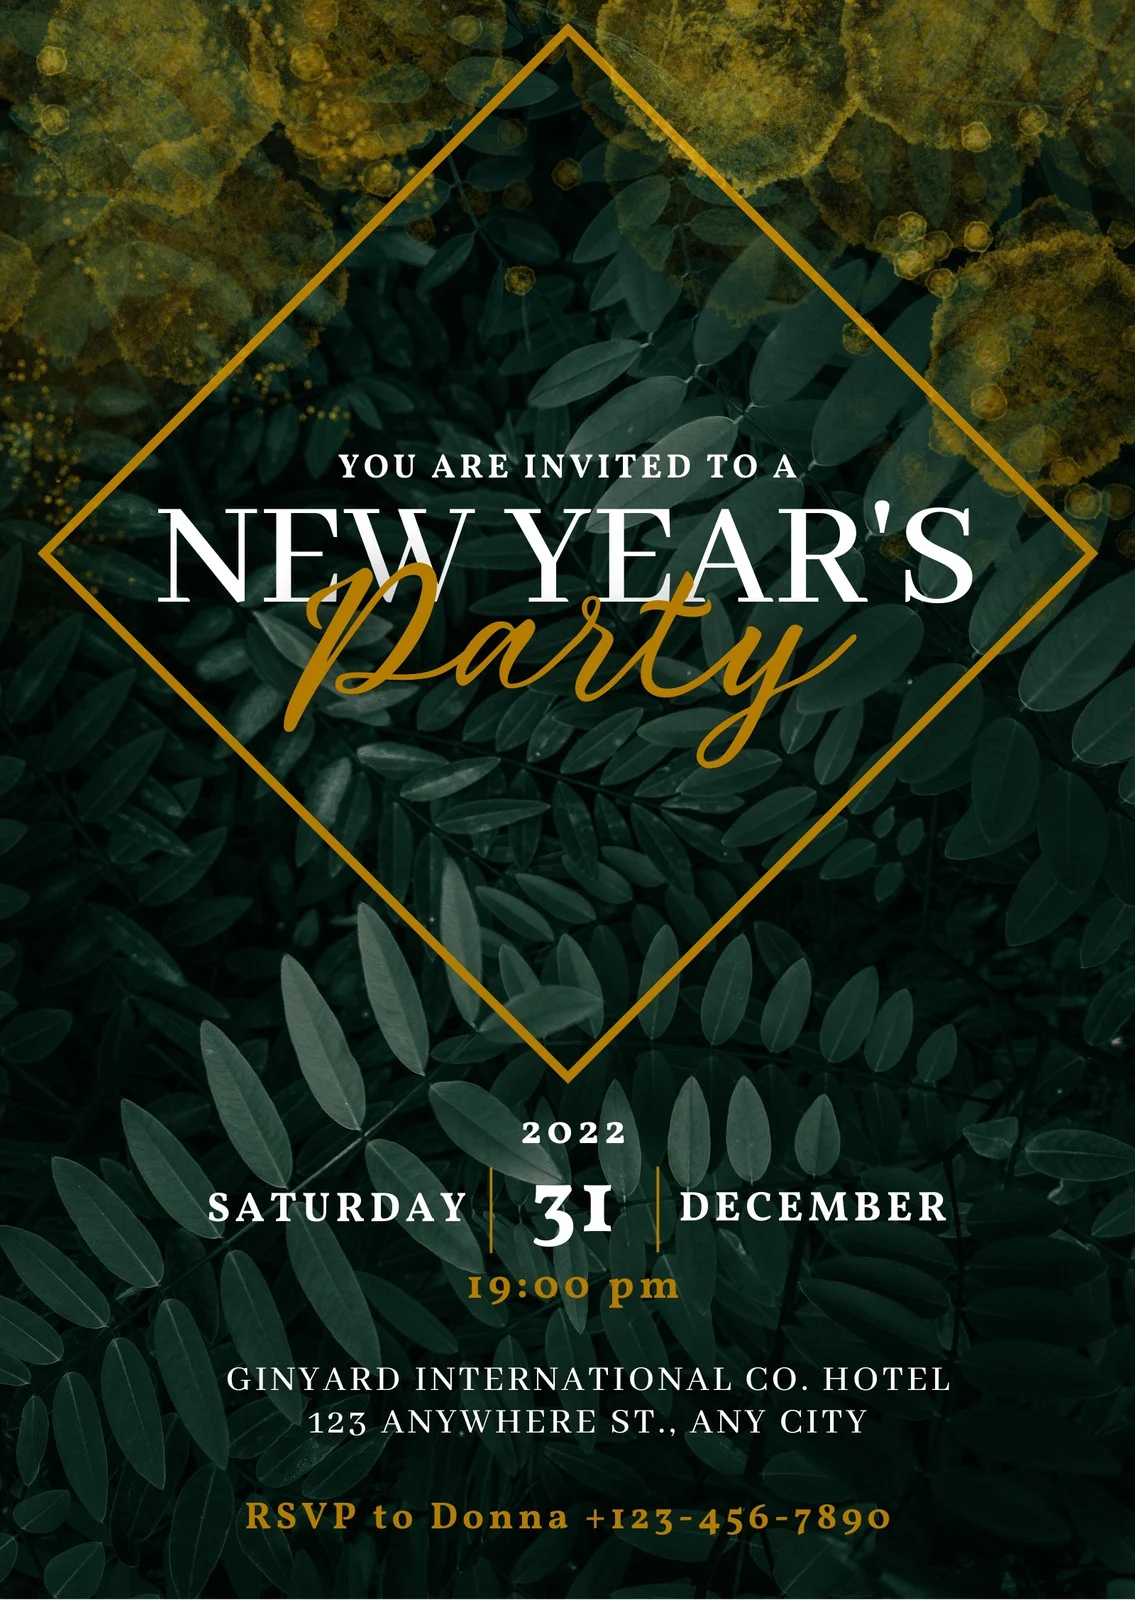 YOU ARE INVITED TO A
NEW YEAR'S
Party
2022
SATURDAY 31 DECEMBER
19:00 pm
GINYARD INTERNATIONAL CO. HOTEL
123 ANYWHERE ST., ANY CITY
RSVP to Donna +123-456-7890